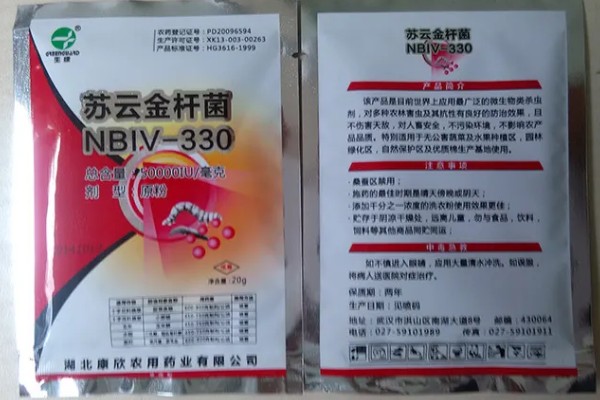 生绿
农药登记证号：PD20096594
生产许可证号：XK13-003-00263
产品标准证号：HG3616-1999
苏云金杆菌
NBIV-330
总含量：50000IU/毫克
剂 型：原粉
净含量：20g
湖北康欣农用药业有限公司
苏云金杆菌
NBIV-330
产品简介
该产品是目前世界上应用最广泛的微生物类杀虫
剂，对多种农林害虫及其抗性有良好的防治效果，且
不伤害天敌，对人畜安全，不污染环境，不影响农产
品品质，特别适用于无公害蔬菜及水果种植区，园林
绿化区，自然保护区及优质棉生产基地使用。
注意事项
·桑蚕区禁用；
·施药的最佳时期是晴天傍晚或阴天；
·添加千分之一浓度的洗衣粉使用效果更佳；
·贮存于阴凉干燥处，远离儿童，勿与食品，饮料，
饲料等其他商品同贮同运；
中毒急救
如不慎进入眼睛，应用大量清水冲洗。如误服，
将病人送医院对症治疗。
保质期：两年
生产日期：见喷码
地址：武汉市洪山区南湖大道8号 邮编：430064
电话：027-59101989 传真：027-59101911